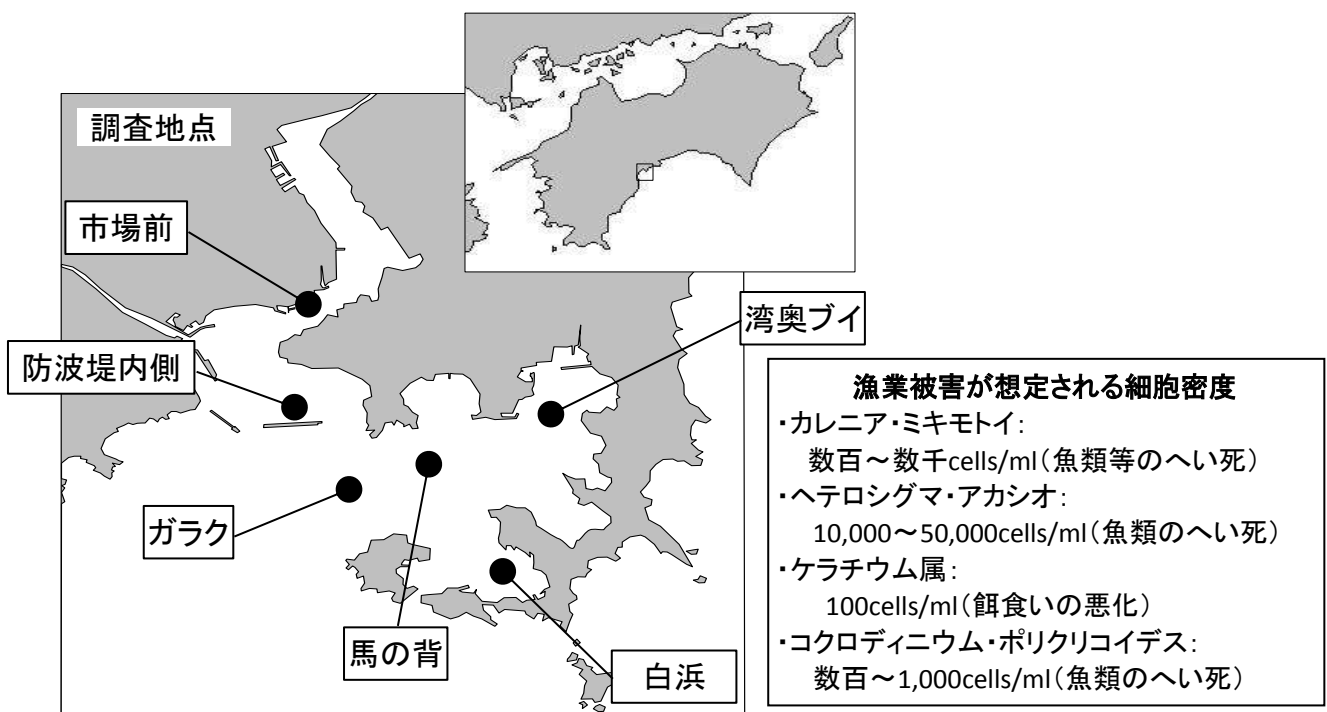 調査地点
市場前
湾奥ブイ
防波堤内側
ガラク
馬の背
白浜
漁業被害が想定される細胞密度
・カレニア・ミキモトイ：
数百～数千cells/ml（魚類等のへい死）
・ヘテロシグマ・アカシオ：
10,000～50,000cells/ml（魚類のへい死）
・ケラチウム属：
100cells/ml（餌食いの悪化）
・コクロディニウム・ポリクリコイデス：
数百～1,000cells/ml（魚類のへい死）